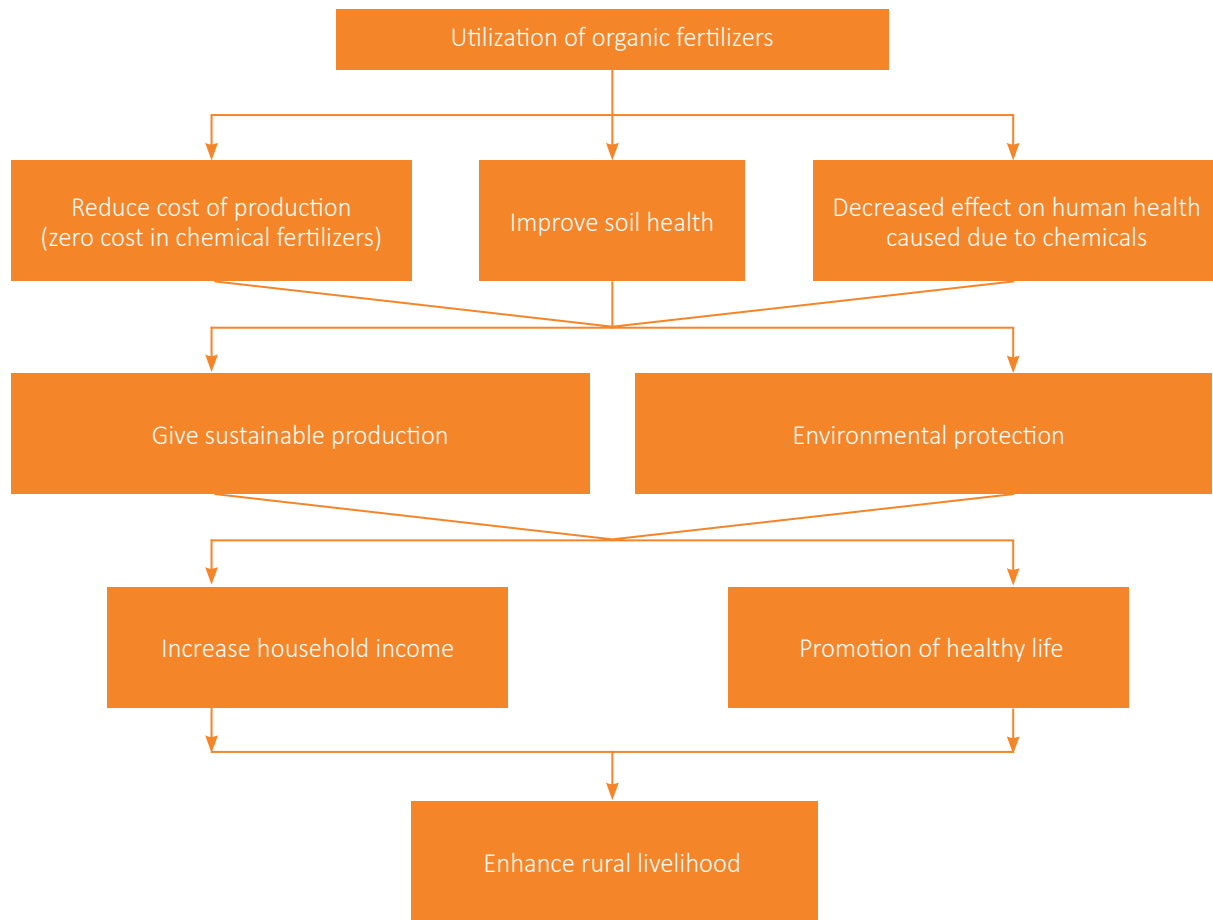 Utilization of organic fertilizers
Reduce cost of production
(zero cost in chemical fertilizers)
Improve soil health
Decreased effect on human health
caused due to chemicals
Give sustainable production
Environmental protection
Increase household income
Promotion of healthy life
Enhance rural livelihood